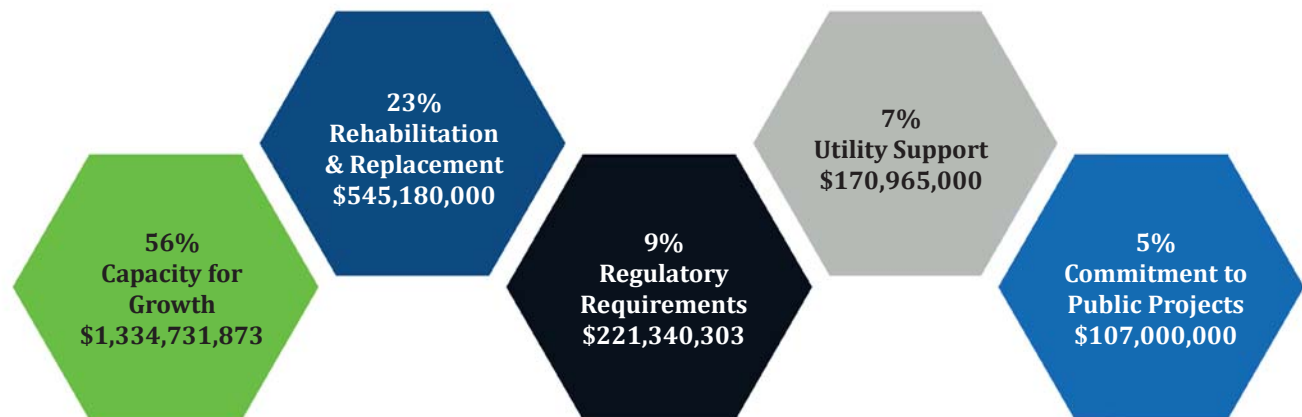 56%
Capacity for
Growth
$1,334,731,873
23%
Rehabilitation
& Replacement
$545,180,000
9%
Regulatory
Requirements
$221,340,303
7%
Utility Support
$170,965,000
5%
Commitment to
Public Projects
$107,000,000